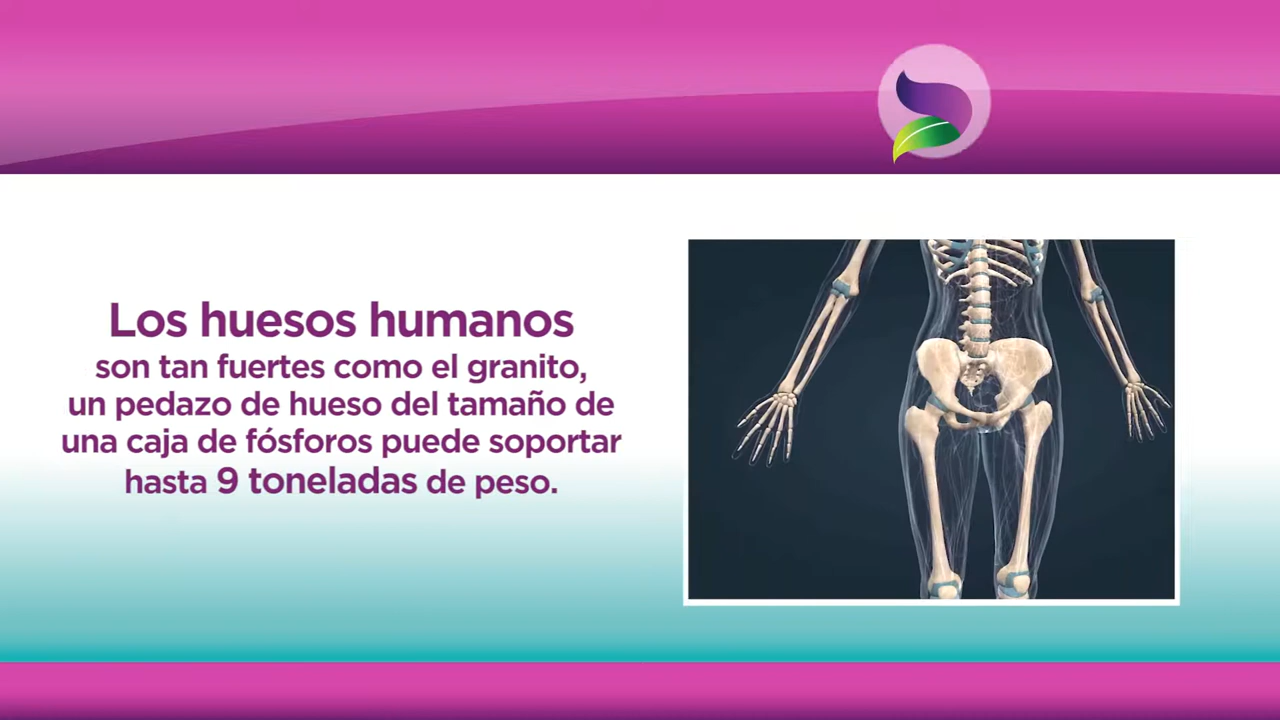 Los huesos humanos
son tan fuertes como el granito,
un pedazo de hueso del tamaño de
una caja de fósforos puede soportar
hasta 9 toneladas de peso.